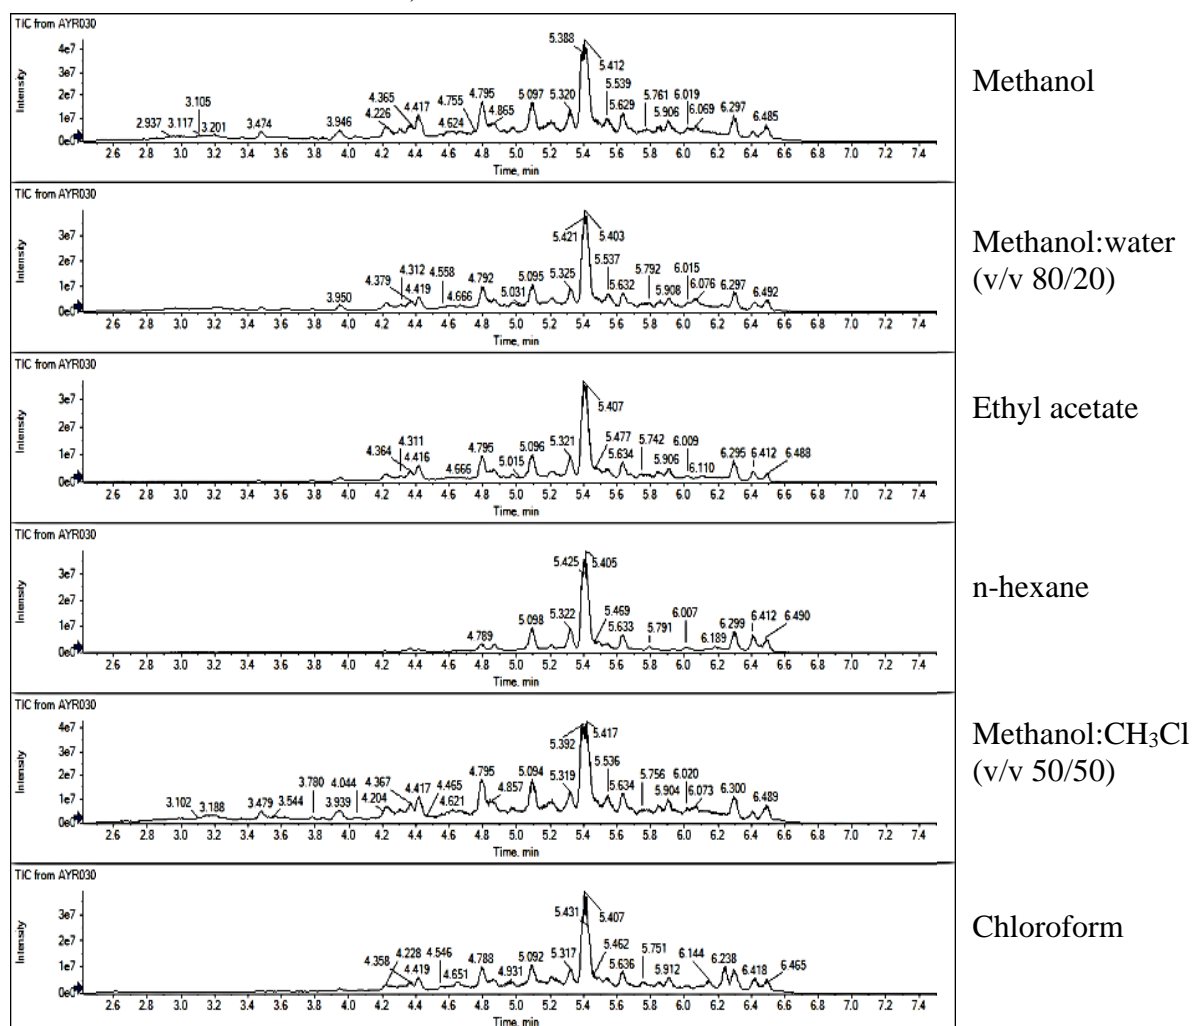 TIC from AYR030
Intensity
4e7
3e7
2e7
1e7
0e0
2.937
3.105
3.117
3.201
3.474
3.946
4.226
4.365
4.417
4.624
4.755
4.795
4.865
5.097
5.320
5.388
5.412
5.539
5.629
5.761
5.906
6.019
6.069
6.297
6.485
2.6 2.8 3.0 3.2 3.4 3.6 3.8 4.0 4.2 4.4 4.6 4.8 5.0 5.2 5.4 5.6 5.8 6.0 6.2 6.4 6.6 6.8 7.0 7.2 7.4
Time, min
Methanol
TIC from AYR030
Intensity
3e7
2e7
1e7
0e0
3.950
4.379
4.312
4.419
4.558
4.666
4.792
5.031
5.095
5.325
5.421
5.403
5.537
5.632
5.792
5.908
6.015
6.076
6.297
6.492
2.6 2.8 3.0 3.2 3.4 3.6 3.8 4.0 4.2 4.4 4.6 4.8 5.0 5.2 5.4 5.6 5.8 6.0 6.2 6.4 6.6 6.8 7.0 7.2 7.4
Time, min
Methanol:water
(v/v 80/20)
TIC from AYR030
Intensity
3e7
2e7
1e7
0e0
4.364
4.311
4.416
4.666
4.795
5.015
5.096
5.321
5.407
5.477
5.634
5.742
5.906
6.009
6.110
6.295
6.412
6.488
2.6 2.8 3.0 3.2 3.4 3.6 3.8 4.0 4.2 4.4 4.6 4.8 5.0 5.2 5.4 5.6 5.8 6.0 6.2 6.4 6.6 6.8 7.0 7.2 7.4
Time, min
Ethyl acetate
TIC from AYR030
Intensity
3e7
2e7
1e7
0e0
4.789
5.098
5.322
5.425
5.405
5.469
5.633
5.791
6.007
6.189
6.299
6.412
6.490
2.6 2.8 3.0 3.2 3.4 3.6 3.8 4.0 4.2 4.4 4.6 4.8 5.0 5.2 5.4 5.6 5.8 6.0 6.2 6.4 6.6 6.8 7.0 7.2 7.4
Time, min
n-hexane
TIC from AYR030
Intensity
4e7
3e7
2e7
1e7
0e0
3.102
3.188
3.479
3.544
3.780
3.939
4.044
4.204
4.367
4.417
4.465
4.621
4.795
4.857
5.094
5.319
5.392
5.417
5.536
5.634
5.756
5.904
6.020
6.073
6.300
6.489
2.6 2.8 3.0 3.2 3.4 3.6 3.8 4.0 4.2 4.4 4.6 4.8 5.0 5.2 5.4 5.6 5.8 6.0 6.2 6.4 6.6 6.8 7.0 7.2 7.4
Time, min
Methanol:CH₃Cl
(v/v 50/50)
TIC from AYR030
Intensity
3e7
2e7
1e7
0e0
4.358
4.228
4.419
4.546
4.651
4.788
4.931
5.092
5.317
5.431
5.407
5.462
5.636
5.751
5.912
6.144
6.238
6.418
6.465
2.6 2.8 3.0 3.2 3.4 3.6 3.8 4.0 4.2 4.4 4.6 4.8 5.0 5.2 5.4 5.6 5.8 6.0 6.2 6.4 6.6 6.8 7.0 7.2 7.4
Time, min
Chloroform